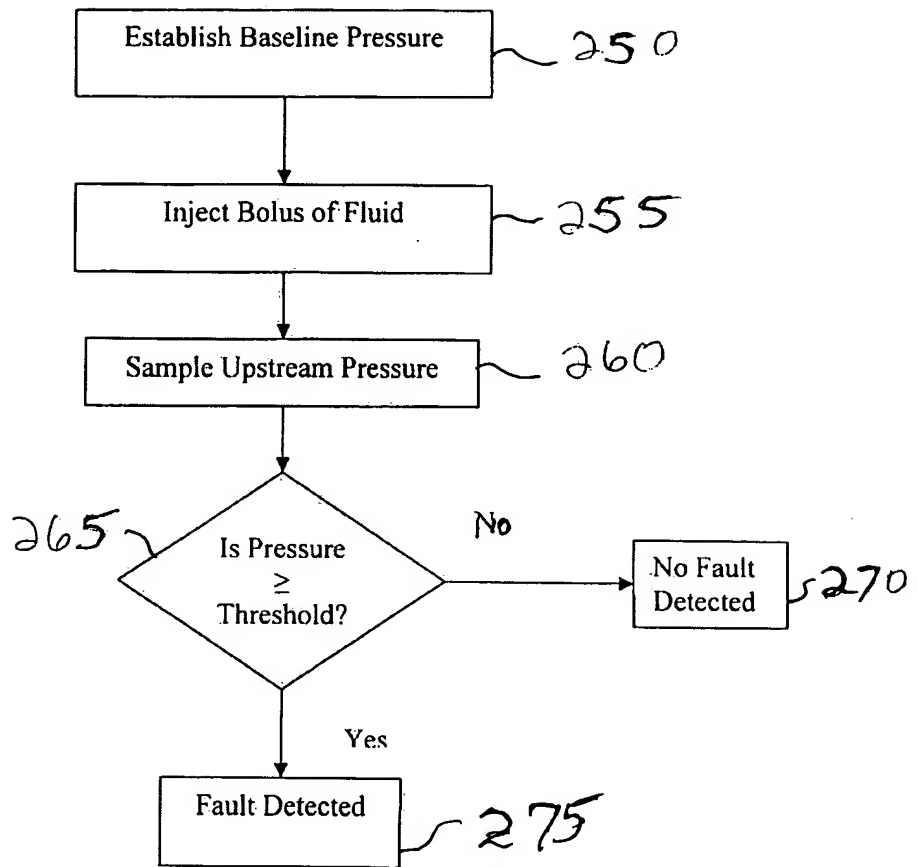 Establish Baseline Pressure
250
Inject Bolus of Fluid
255
Sample Upstream Pressure
260
265
Is Pressure
≥
Threshold?
No
No Fault
Detected
270
Yes
Fault Detected
275